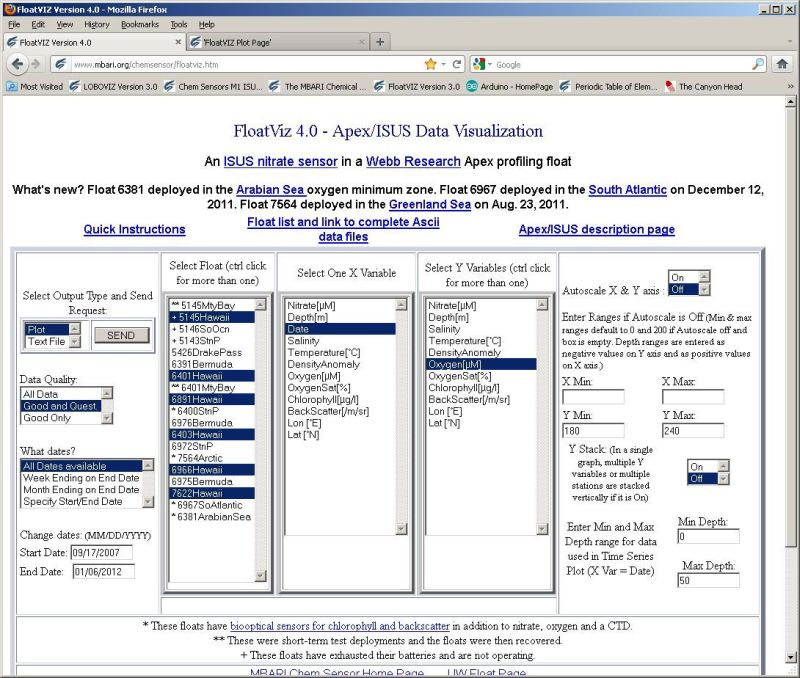 FloatVIZ Version 4.0 - Mozilla Firefox
File Edit View History Bookmarks Tools Help
FloatVIZ Version 4.0 × 'FloatVIZ Plot Page' × +
www.mbari.org/chemsensor/floatviz.htm Google
Most Visited LOBOVIZ Version 3.0 Chem Sensors M1 ISU... The MBARI Chemical ... FloatVIZ Version 3.0 Arduino - HomePage Periodic Table of Elem... The Canyon Head
FloatViz 4.0 - Apex/ISUS Data Visualization
An ISUS nitrate sensor in a Webb Research Apex profiling float
What's new? Float 6381 deployed in the Arabian Sea oxygen minimum zone. Float 6967 deployed in the South Atlantic on December 12,
2011. Float 7564 deployed in the Greenland Sea on Aug. 23, 2011.
Quick Instructions
Float list and link to complete Ascii
data files
Apex/ISUS description page
Select Output Type and Send
Request:
Plot
Text File
SEND
Data Quality:
All Data
Good and Quest.
Good Only
What dates?
All Dates available
Week Ending on End Date
Month Ending on End Date
Specify Start/End Date
Change dates: (MM/DD/YYYY)
Start Date: 09/17/2007
End Date: 01/06/2012
Select Float (ctrl click
for more one)
** 5145MtyBay
+ 5145Hawaii
+ 5146SoOcn
+ 5143StnP
5426DrakePass
6391Bermuda
6401Hawaii
** 6401MtyBay
6891Hawaii
* 6400StnP
6976Bermuda
6403Hawaii
6972StnP
* 7564Arctic
6966Hawaii
6975Bermuda
7622Hawaii
* 6967SoAtlantic
* 6381ArabianSea
Select One X Variable
Nitrate[µM]
Depth[m]
Date
Salinity
Temperature[°C]
DensityAnomaly
Oxygen[µM]
OxygenSat[%]
Chlorophyll[µg/l]
BackScatter[/m/sr]
Lon [°E]
Lat [°N]
Select Y Variables (ctrl click
for more than one)
Nitrate[µM]
Depth[m]
Salinity
Temperature[°C]
DensityAnomaly
Oxygen[µM]
OxygenSat[%]
Chlorophyll[µg/l]
BackScatter[/m/sr]
Lon [°E]
Lat [°N]
Autoscale X & Y axis :
On
Off
Enter Ranges if Autoscale is Off (Min & max
ranges default to 0 and 200 if Autoscale off and
box is empty. Depth ranges are entered as
negative values on Y axis and as positive values
on X axis.)
X Min: X Max:
Y Min: Y Max:
180 240
Y Stack: (In a single
graph, multiple Y
variables or multiple
stations are stacked
vertically if it is On)
On
Off
Enter Min and Max
Depth range for data
used in Time Series
Plot (X Var = Date)
Min Depth:
0
Max Depth:
50
* These floats have biooptical sensors for chlorophyll and backscatter in addition to nitrate, oxygen and a CTD.
** These were short-term test deployments and the floats were then recovered.
+ These floats have exhausted their batteries and are not operating.
MBARI Chem Sensor Home Page UW Float Page